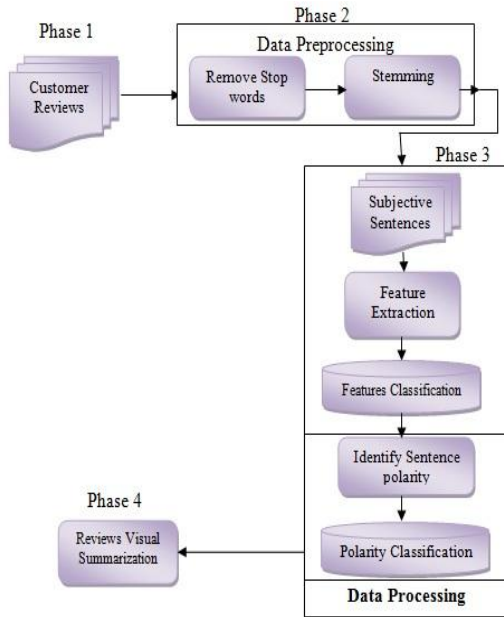 Phase 1
Customer
Reviews
Phase 2
Data Preprocessing
Remove Stop
words
Stemming
Phase 3
Subjective
Sentences
Feature
Extraction
Features Classification
Identify Sentence
polarity
Polarity Classification
Data Processing
Phase 4
Reviews Visual
Summarization